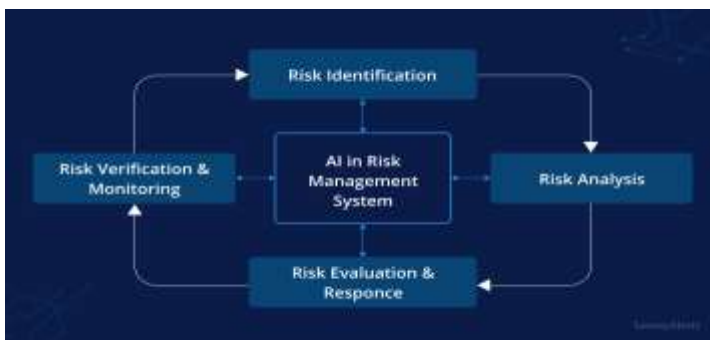 Risk Identification
Risk Verification &
Monitoring
AI in Risk
Management
System
Risk Analysis
Risk Evaluation &
Responce